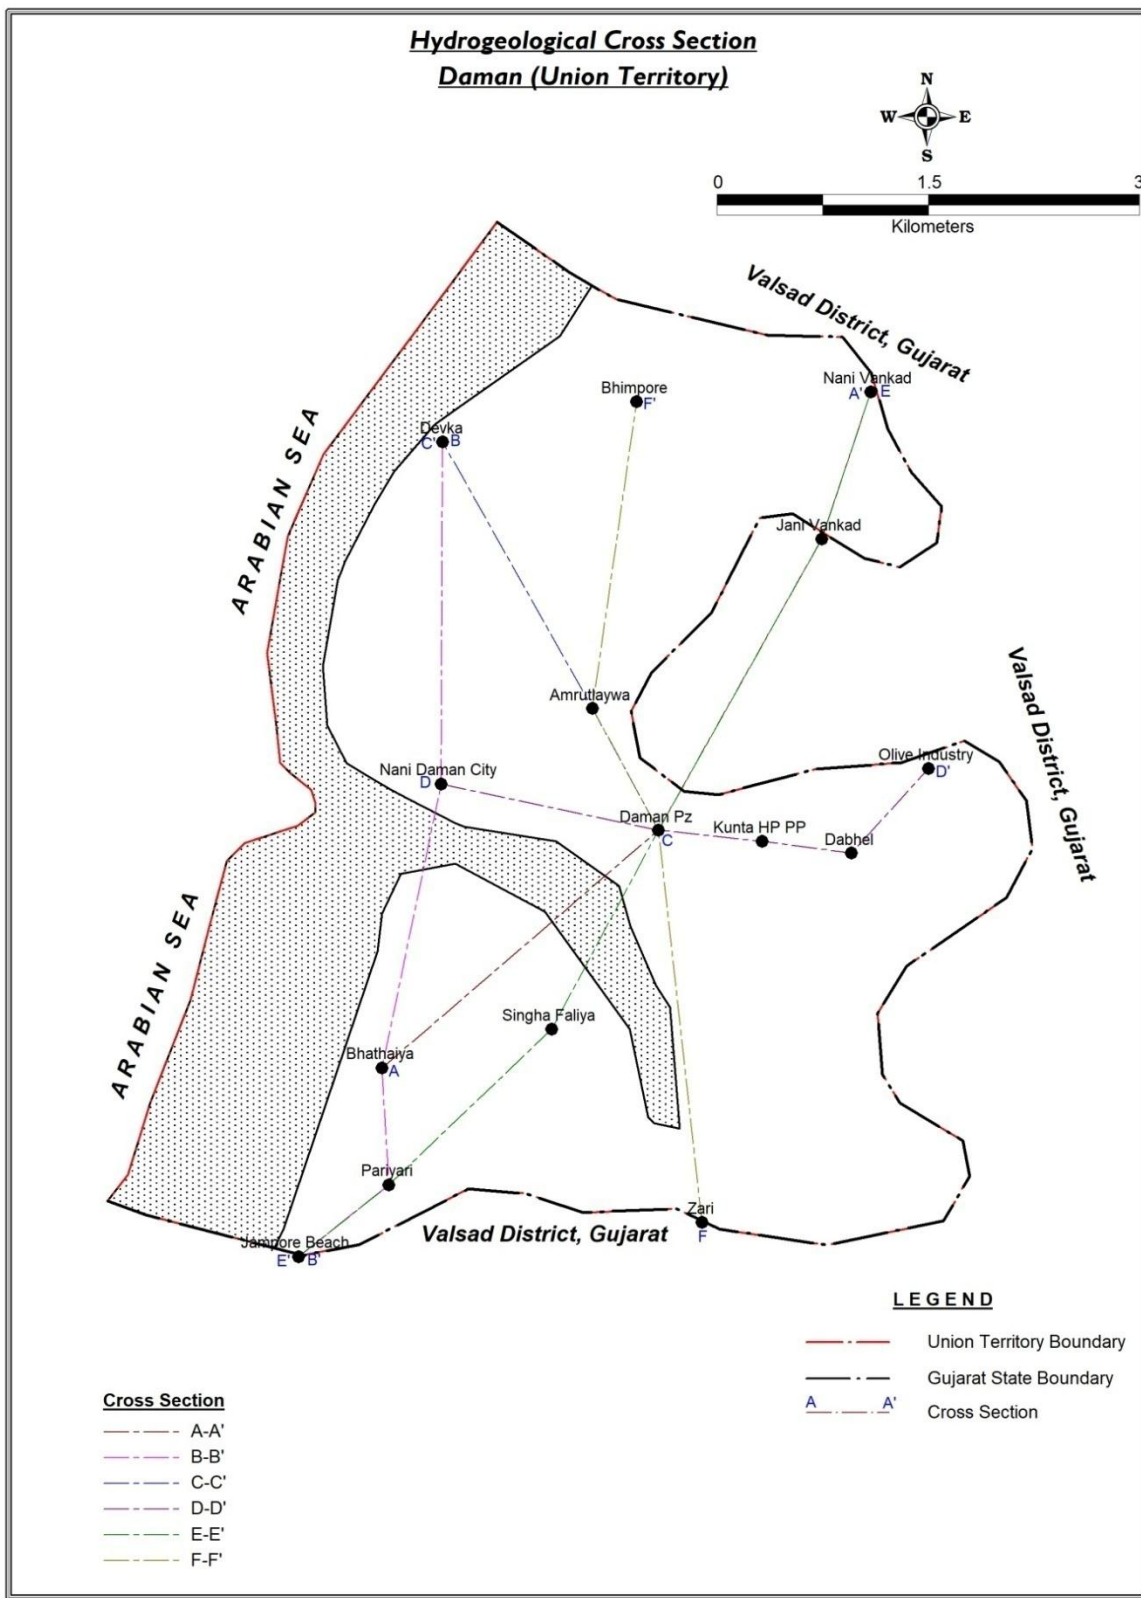 Hydrogeological Cross Section
Daman (Union Territory)
N
W E
S
0 1.5 3
Kilometers
Valsad District, Gujarat
Nani Vankad
A' E
Bhimpore
F'
Devka
C' B
ARABIAN SEA
Jani Vankad
Valsad District, Gujarat
Amrutlaywa
Olive Industry
D'
Nani Daman City
D
Daman Pz
C
Kunta HP PP
Dabhel
ARABIAN SEA
Singha Faliya
Bhathaiya
A
Pariyari
Zari
F
Valsad District, Gujarat
Jampore Beach
E' B'
LEGEND
Union Territory Boundary
Gujarat State Boundary
A A'
Cross Section
Cross Section
A-A'
B-B'
C-C'
D-D'
E-E'
F-F'